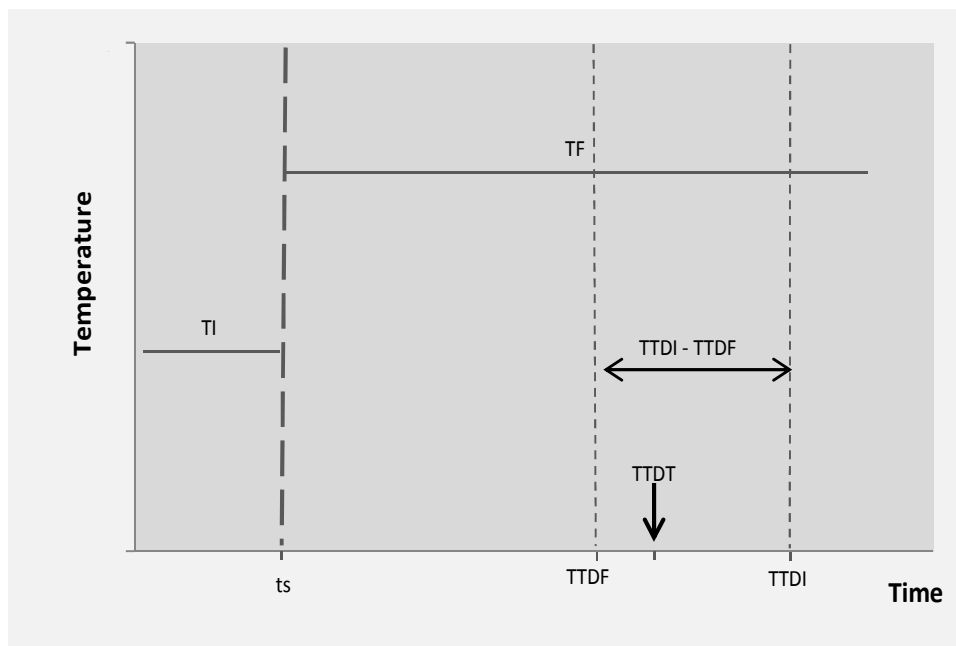 TF
Temperature
TI
TTDI - TTDF
TTDT
ts
TTDF
TTDI
Time